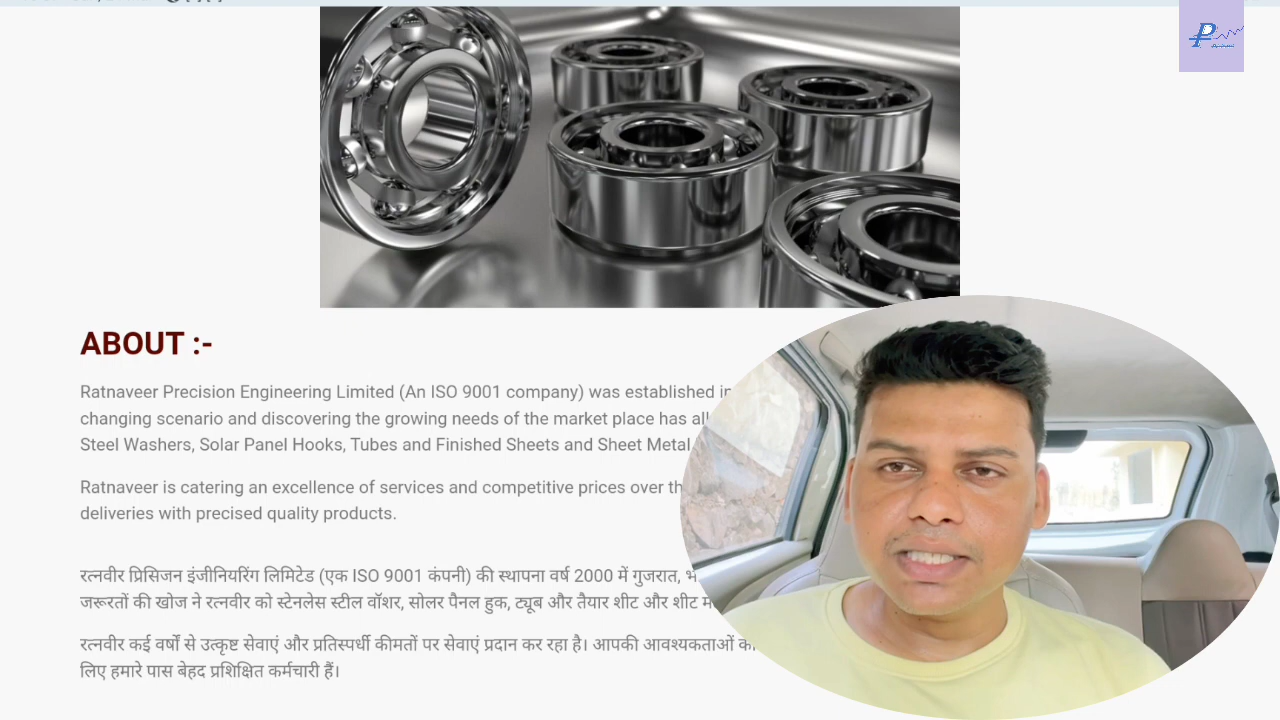 ABOUT :-
Ratnaveer Precision Engineering Limited (An ISO 9001 company) was established in
changing scenario and discovering the growing needs of the market place has all
Steel Washers, Solar Panel Hooks, Tubes and Finished Sheets and Sheet Metal
Ratnaveer is catering an excellence of services and competitive prices over
deliveries with precised quality products.
रत्नवीर प्रिसिजन इंजीनियरिंग लिमिटेड (एक ISO 9001 कंपनी) की स्थापना वर्ष 2000 में गुजरात,
जरूरतों की खोज ने रत्नवीर को स्टेनलेस स्टील वॉशर, सोलर पैनल हुक, ट्यूब और तैयार शीट और शीट
रत्नवीर कई वर्षों से उत्कृष्ट सेवाएं और प्रतिस्पर्धी कीमतों पर सेवाएं प्रदान कर रहा है। आपकी आवश्यकताओं
लिए हमारे पास बेहद प्रशिक्षित कर्मचारी हैं।